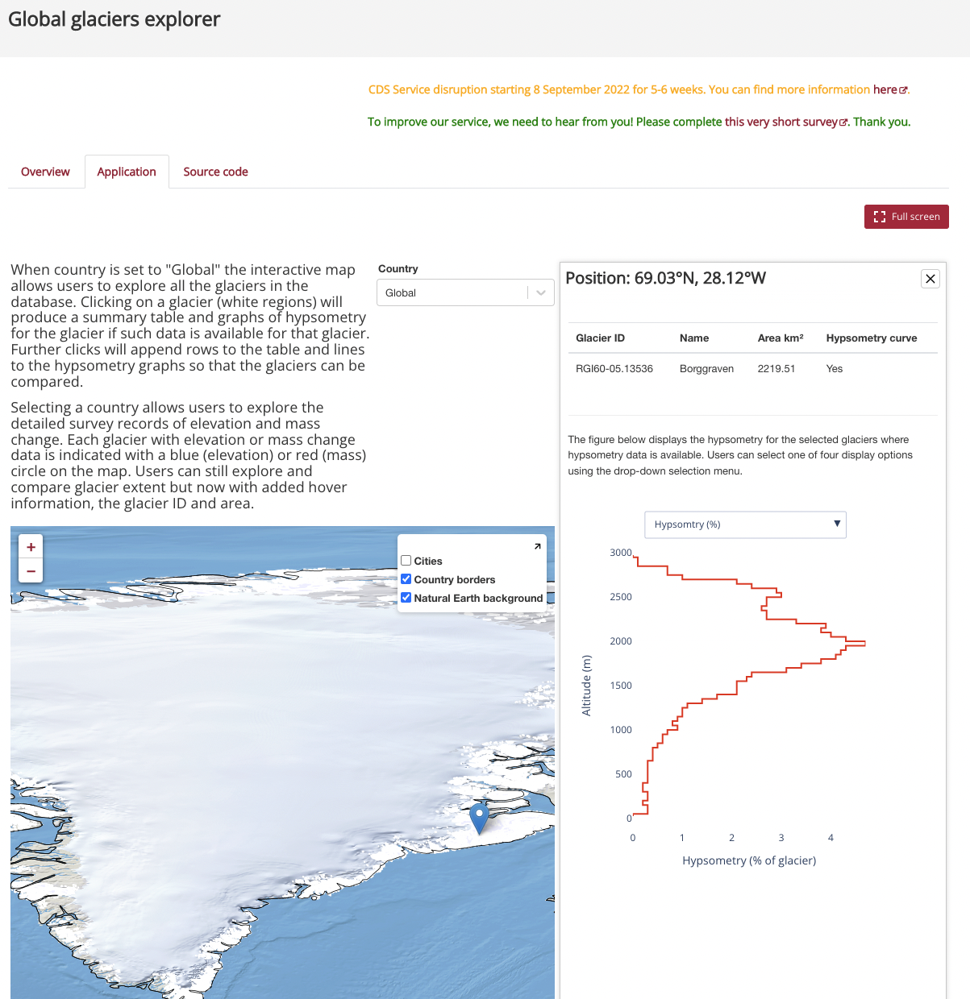 Global glaciers explorer
CDS Service disruption starting 8 September 2022 for 5-6 weeks. You can find more information here.
To improve our service, we need to hear from you! Please complete this very short survey. Thank you.
Overview
Application
Source code
Full screen
When country is set to "Global" the interactive map
allows users to explore all the glaciers in the
database. Clicking on a glacier (white regions) will
produce a summary table and graphs of hypsometry
for the glacier if such data is available for that glacier.
Further clicks will append rows to the table and lines
to the hypsometry graphs so that the glaciers can be
compared.
Selecting a country allows users to explore the
detailed survey records of elevation and mass
change. Each glacier with elevation or mass change
data is indicated with a blue (elevation) or red (mass)
circle on the map. Users can still explore and
compare glacier extent but now with added hover
information, the glacier ID and area.
Country
Global
+
−
Cities
Country borders
Natural Earth background
Position: 69.03°N, 28.12°W
Glacier ID Name Area km² Hypsometry curve
RGI60-05.13536 Borggraven 2219.51 Yes
The figure below displays the hypsometry for the selected glaciers where
hypsometry data is available. Users can select one of four display options
using the drop-down selection menu.
Hypsomtry (%)
3000
2500
2000
1500
1000
500
0
Altitude (m)
0 1 2 3 4
Hypsometry (% of glacier)